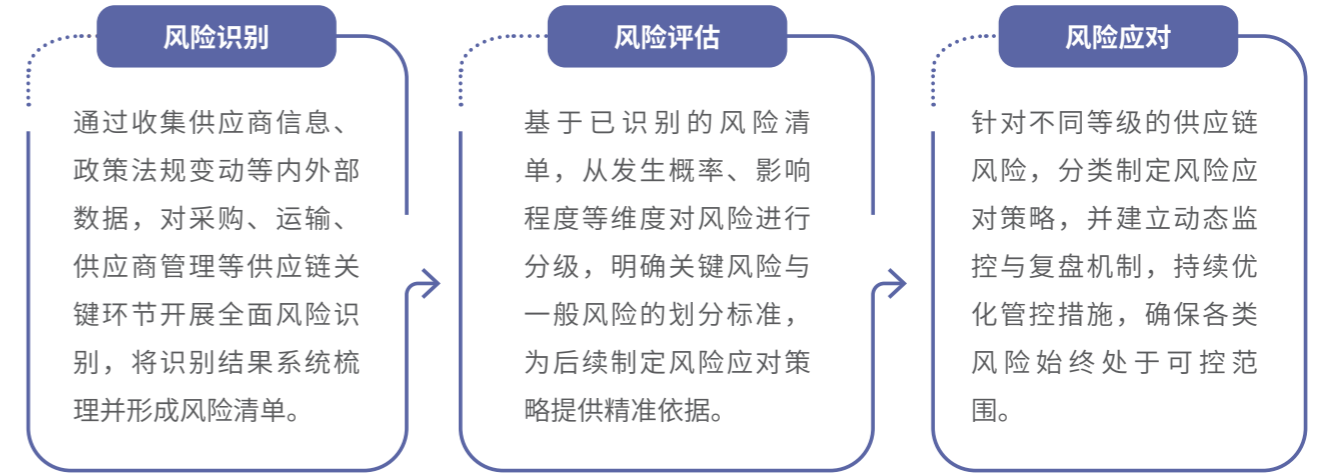 风险识别
通过收集供应商信息、
政策法规变动等内外部
数据，对采购、运输、
供应商管理等供应链关
键环节开展全面风险识
别，将识别结果系统梳
理并形成风险清单。
风险评估
基于已识别的风险清
单，从发生概率、影响
程度等维度对风险进行
分级，明确关键风险与
一般风险的划分标准，
为后续制定风险应对策
略提供精准依据。
风险应对
针对不同等级的供应链
风险，分类制定风险应
对策略，并建立动态监
控与复盘机制，持续优
化管控措施，确保各类
风险始终处于可控范
围。